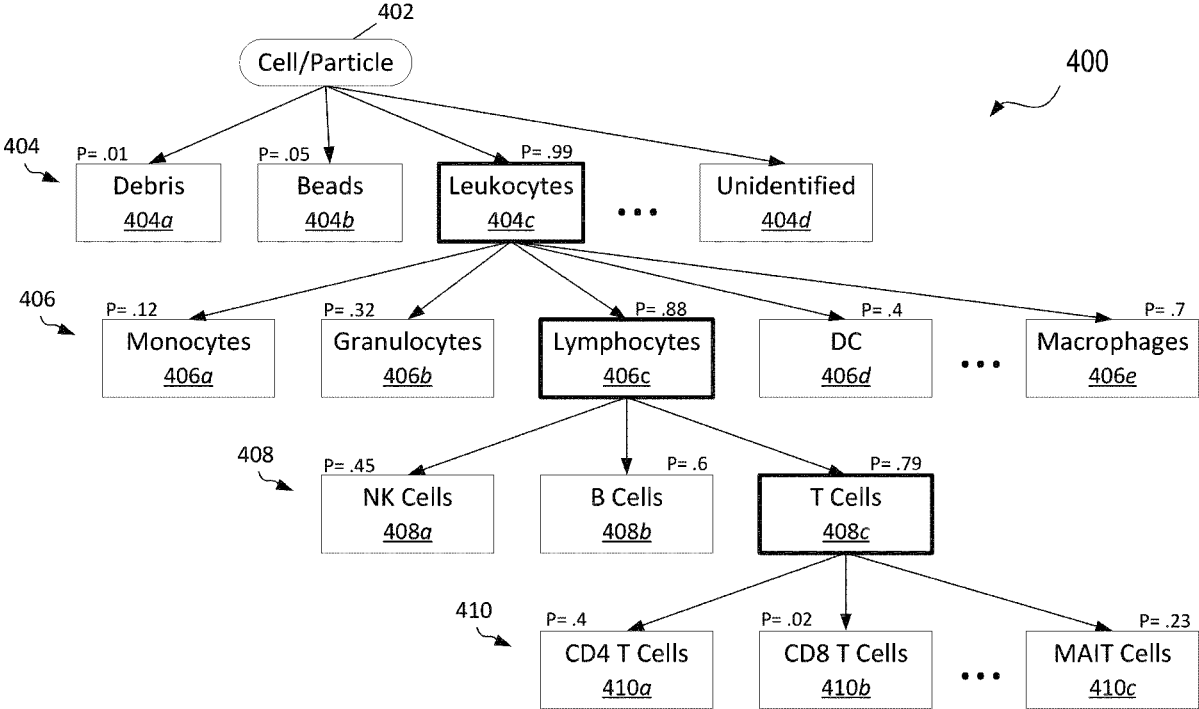 402
Cell/Particle
400
404
P= .01
P= .05
P= .99
Debris
404a
Beads
404b
Leukocytes
404c
Unidentified
404d
406
P= .12
P= .32
P= .88
P= .4
P= .7
Monocytes
406a
Granulocytes
406b
Lymphocytes
406c
DC
406d
Macrophages
406e
408
P= .45
P= .6
P= .79
NK Cells
408a
B Cells
408b
T Cells
408c
410
P= .4
P= .02
P= .23
CD4 T Cells
410a
CD8 T Cells
410b
MAIT Cells
410c